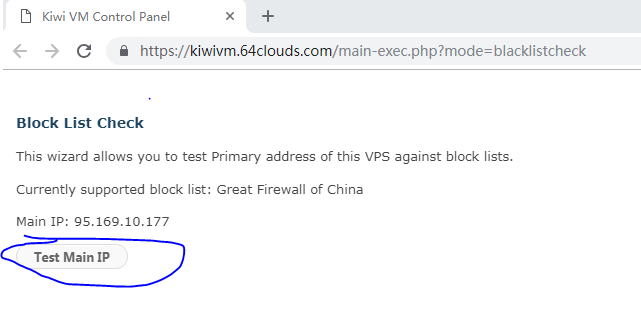 Kiwi VM Control Panel
https://kiwivm.64clouds.com/main-exec.php?mode=blacklistcheck
Block List Check
This wizard allows you to test Primary address of this VPS against block lists.
Currently supported block list: Great Firewall of China
Main IP: 95.169.10.177
Test Main IP